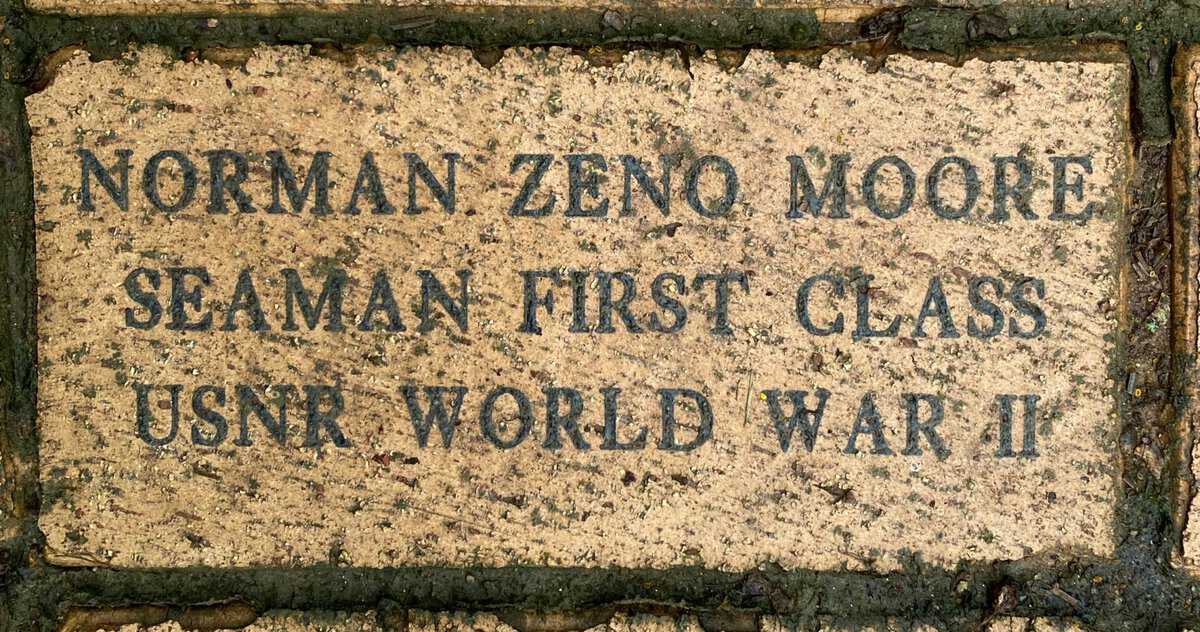 NORMAN ZENO MOORE
SEAMAN FIRST CLASS
USNR WORLD WAR II